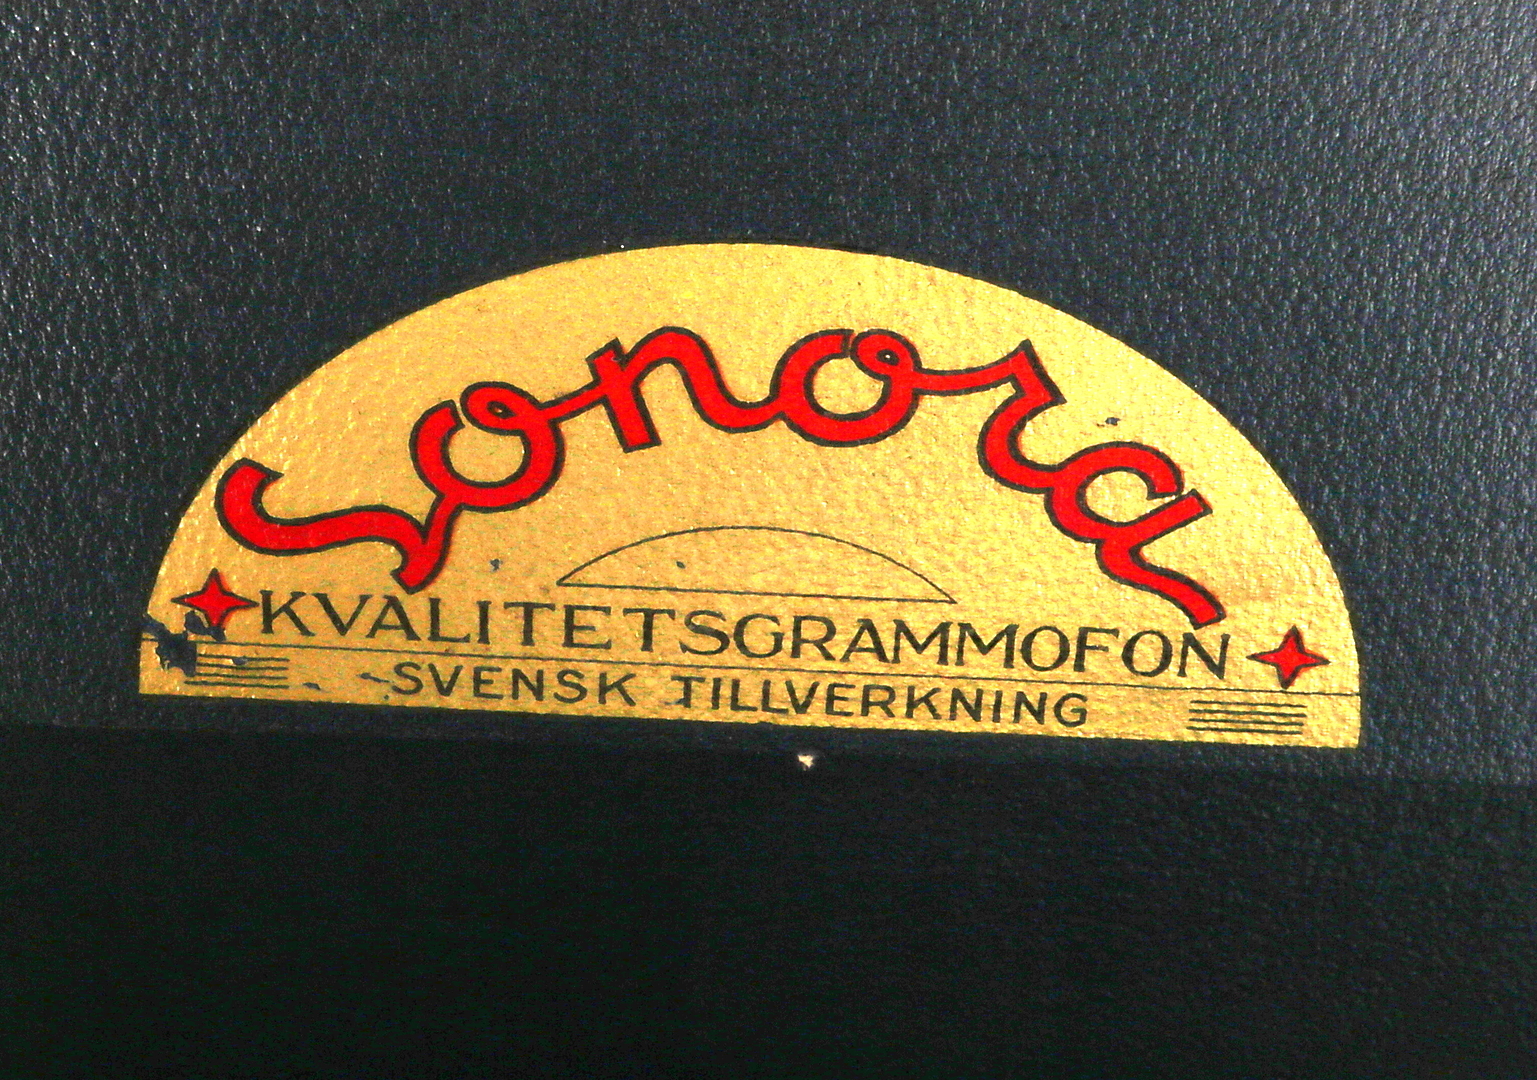 Sonora
KVALITETSGRAMMOFON
SVENSK TILLVERKNING